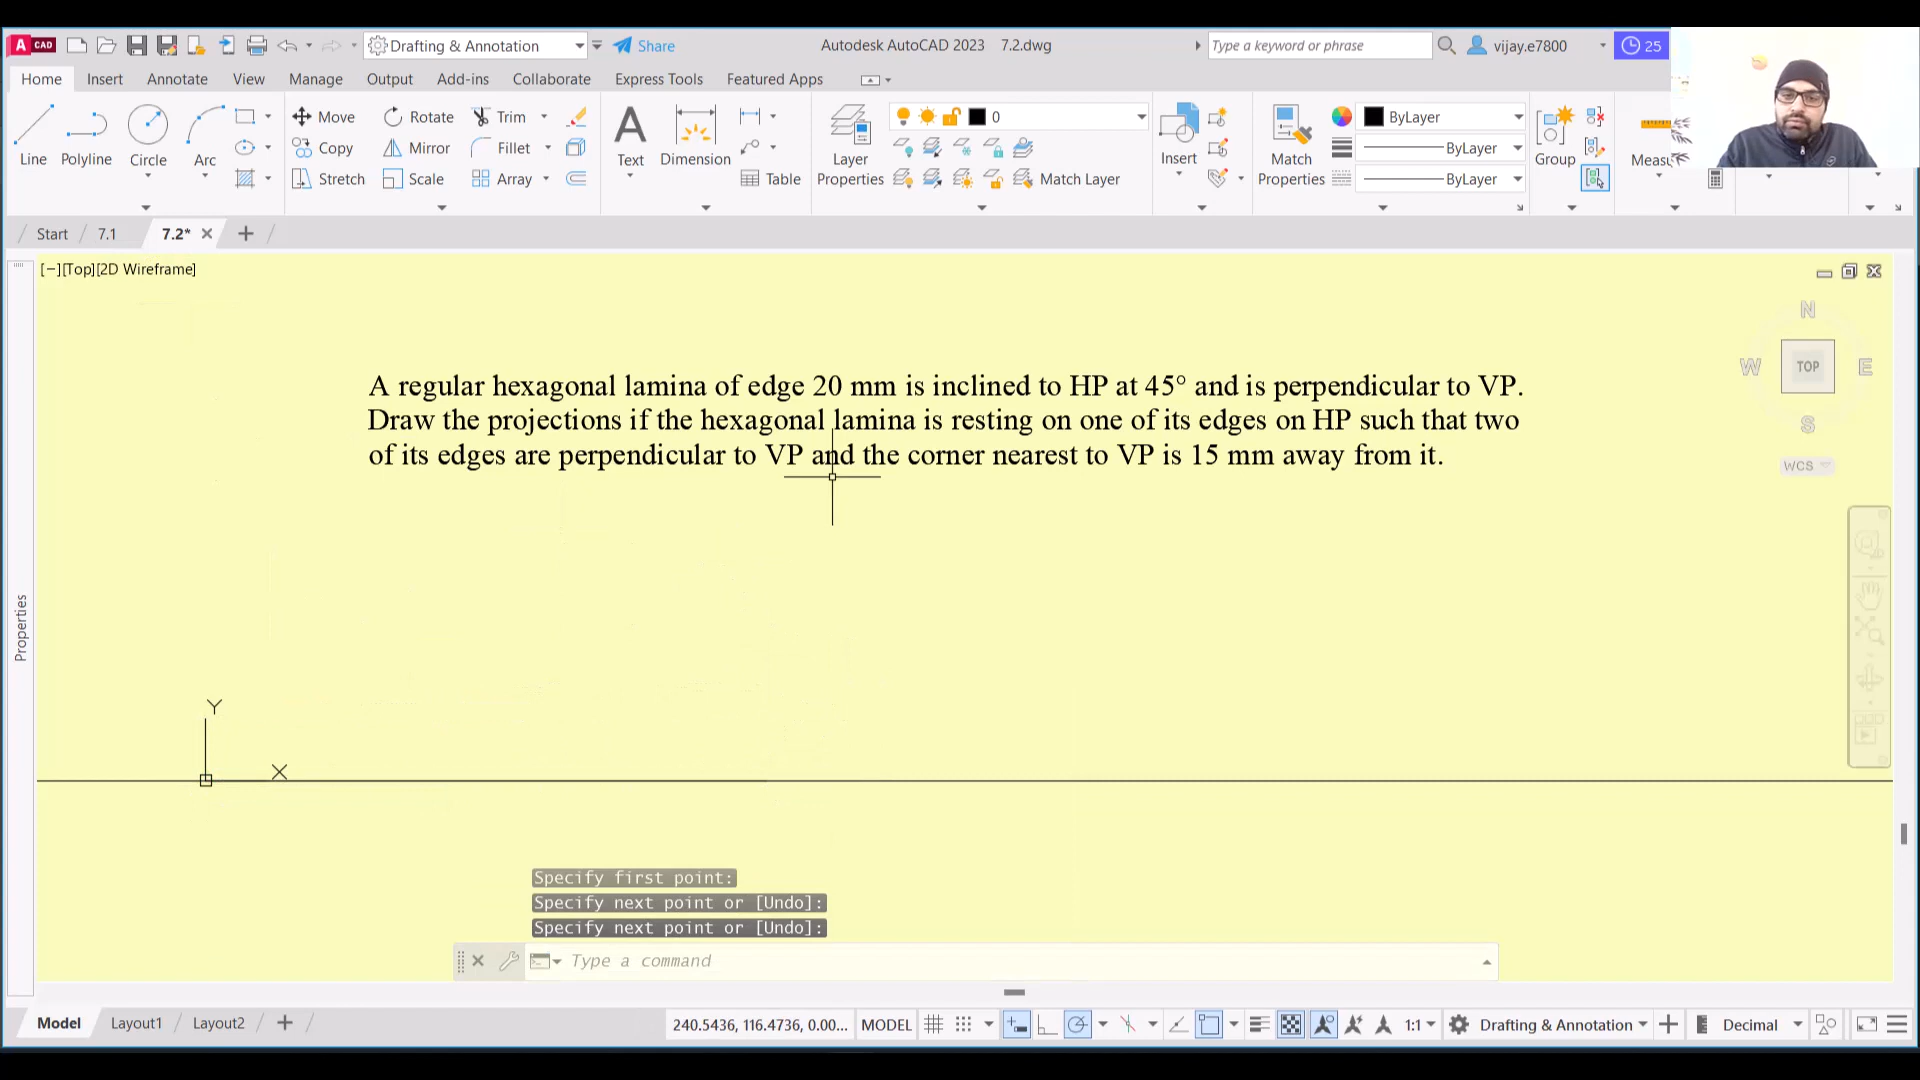 A CAD
Drafting & Annotation
Share
Autodesk AutoCAD 2023 7.2.dwg
Type a keyword or phrase
vijay.e7800
25
Home Insert Annotate View Manage Output Add-ins Collaborate Express Tools Featured Apps
Line Polyline Circle Arc
Move Rotate Trim
Copy Mirror Fillet
Stretch Scale Array
Text Dimension Table
Layer Properties
0
Match Layer
Insert
Match Properties
ByLayer
ByLayer
ByLayer
Group
Start 7.1 7.2*
[−][Top][2D Wireframe]
N
W TOP E
S
WCS
A regular hexagonal lamina of edge 20 mm is inclined to HP at 45° and is perpendicular to VP.
Draw the projections if the hexagonal lamina is resting on one of its edges on HP such that two
of its edges are perpendicular to VP and the corner nearest to VP is 15 mm away from it.
Properties
Y
X
Specify first point:
Specify next point or [Undo]:
Specify next point or [Undo]:
Type a command
Model Layout1 Layout2
240.5436, 116.4736, 0.00... MODEL 1:1 Drafting & Annotation Decimal